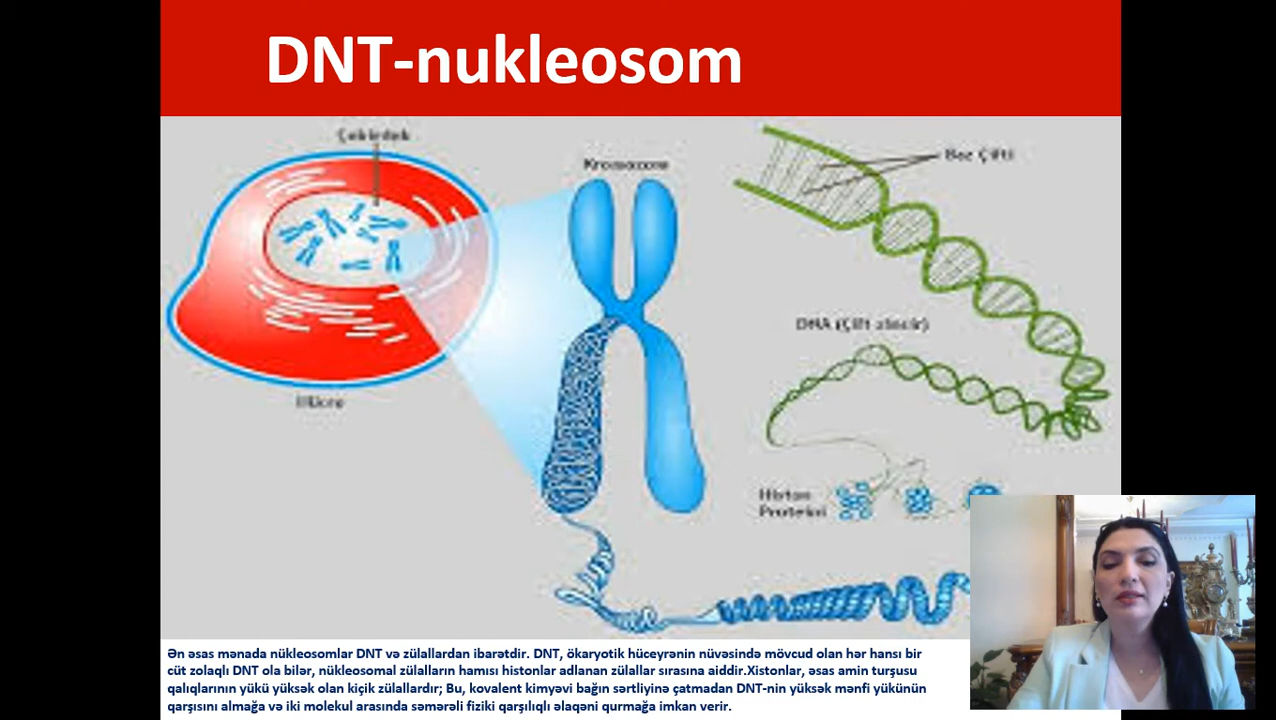 DNT-nukleosom
Çekirdek
Kromozom
Baz Çifti
DNA (Çift zincir)
Hücre
Histon
Proteini
Ən əsas mənada nükleosomlar DNT və zülallardan ibarətdir. DNT, ökaryotik hüceyrənin nüvəsində mövcud olan hər hansı bir
cüt zolaqlı DNT ola bilər, nükleosomal zülalların hamısı histonlar adlanan zülallar sırasına aiddir.Xistonlar, əsas amin turşusu
qalıqlarının yükü yüksək olan kiçik zülallardır; Bu, kovalent kimyəvi bağın sərtliyinə çatmadan DNT-nin yüksək mənfi yükünün
qarşısını almağa və iki molekul arasında səmərəli fiziki qarşılıqlı əlaqəni qurmağa imkan verir.